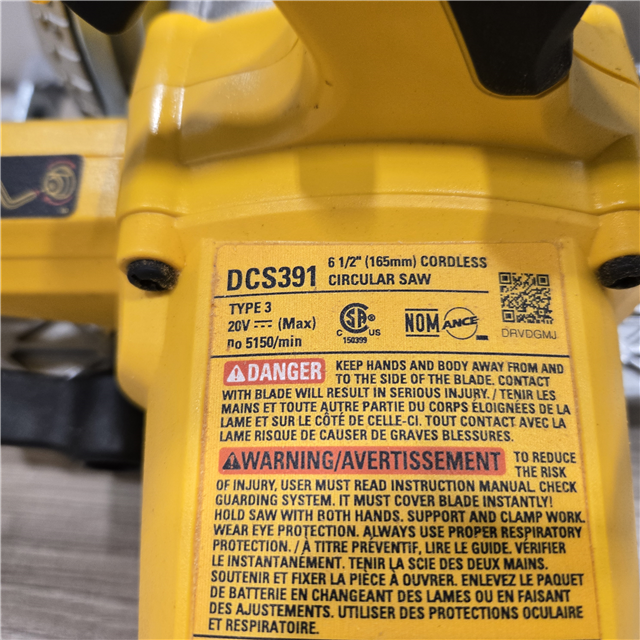 6 1/2" (165mm) CORDLESS
DCS391 CIRCULAR SAW
TYPE 3
20V ⎓ (Max)
n₀ 5150/min
C SA US
150399
NOM ANCE
DRVDGMJ
⚠DANGER KEEP HANDS AND BODY AWAY FROM AND
TO THE SIDE OF THE BLADE. CONTACT
WITH BLADE WILL RESULT IN SERIOUS INJURY. / TENIR LES
MAINS ET TOUTE AUTRE PARTIE DU CORPS ÉLOIGNÉES DE LA
LAME ET SUR LE CÔTÉ DE CELLE-CI. TOUT CONTACT AVEC LA
LAME RISQUE DE CAUSER DE GRAVES BLESSURES.
⚠WARNING/AVERTISSEMENT TO REDUCE
THE RISK
OF INJURY, USER MUST READ INSTRUCTION MANUAL. CHECK
GUARDING SYSTEM. IT MUST COVER BLADE INSTANTLY!
HOLD SAW WITH BOTH HANDS. SUPPORT AND CLAMP WORK.
WEAR EYE PROTECTION. ALWAYS USE PROPER RESPIRATORY
PROTECTION. / À TITRE PRÉVENTIF, LIRE LE GUIDE. VÉRIFIER
LE INSTANTANÉMENT. TENIR LA SCIE DES DEUX MAINS.
SOUTENIR ET FIXER LA PIÈCE À OUVRER. ENLEVEZ LE PAQUET
DE BATTERIE EN CHANGEANT DES LAMES OU EN FAISANT
DES AJUSTEMENTS. UTILISER DES PROTECTIONS OCULAIRE
ET RESPIRATOIRE.